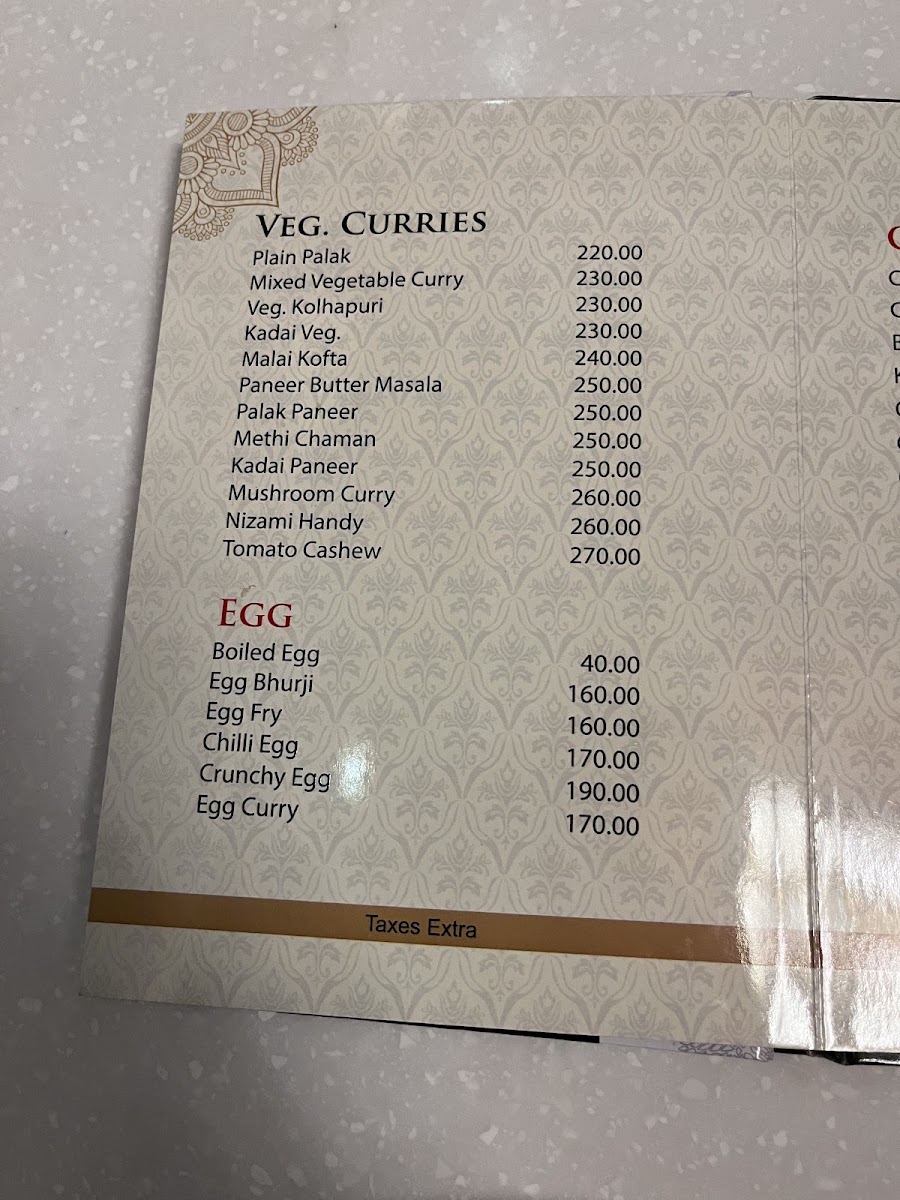 VEG. CURRIES
Plain Palak 220.00
Mixed Vegetable Curry 230.00
Veg. Kolhapuri 230.00
Kadai Veg. 230.00
Malai Kofta 240.00
Paneer Butter Masala 250.00
Palak Paneer 250.00
Methi Chaman 250.00
Kadai Paneer 250.00
Mushroom Curry 260.00
Nizami Handy 260.00
Tomato Cashew 270.00
EGG
Boiled Egg 40.00
Egg Bhurji 160.00
Egg Fry 160.00
Chilli Egg 170.00
Crunchy Egg 190.00
Egg Curry 170.00
Taxes Extra